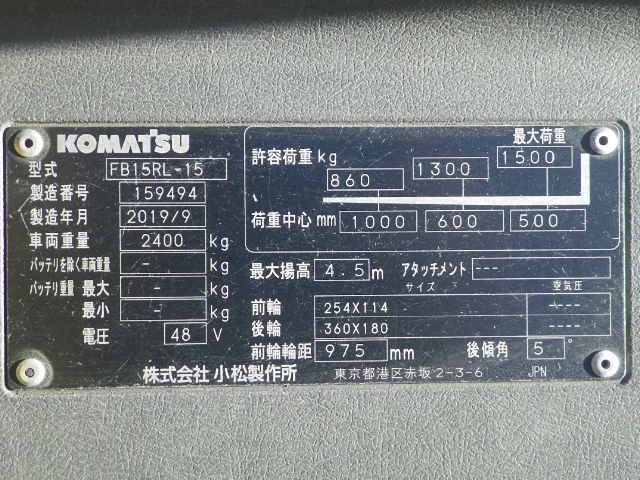 KOMATSU
型式 FB15RL-15
製造番号 159494
製造年月 2019/9
車両重量 2400 kg
バッテリを除く車両重量 - kg
バッテリ重量 最大 - kg
最小 - kg
電圧 48 V
最大荷重
許容荷重 kg 860 1300 1500
荷重中心 mm 1000 600 500
最大揚高 4.5 m アタッチメント ---
サイズ 空気圧
前輪 254X114 ----
後輪 360X180 ----
前輪輪距 975 mm 後傾角 5°
株式会社 小松製作所 東京都港区赤坂2-3-6 JPN